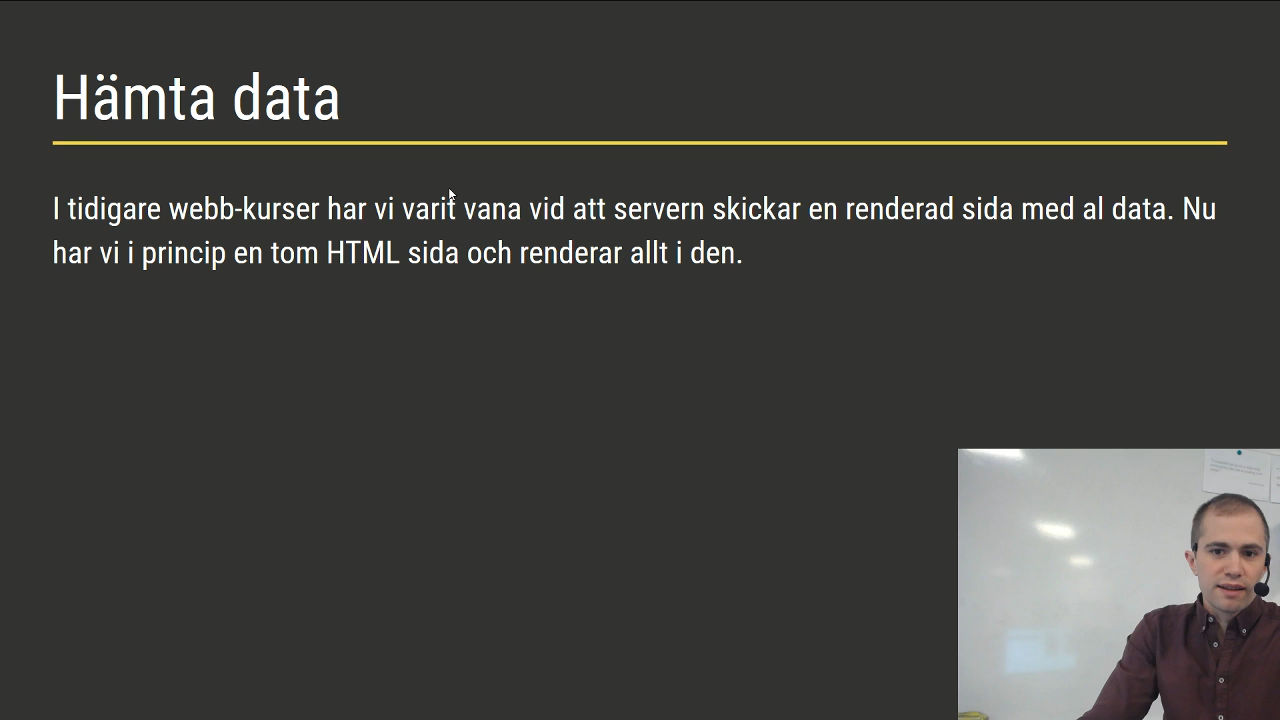 Hämta data
I tidigare webb-kurser har vi varit vana vid att servern skickar en renderad sida med al data. Nu
har vi i princip en tom HTML sida och renderar allt i den.